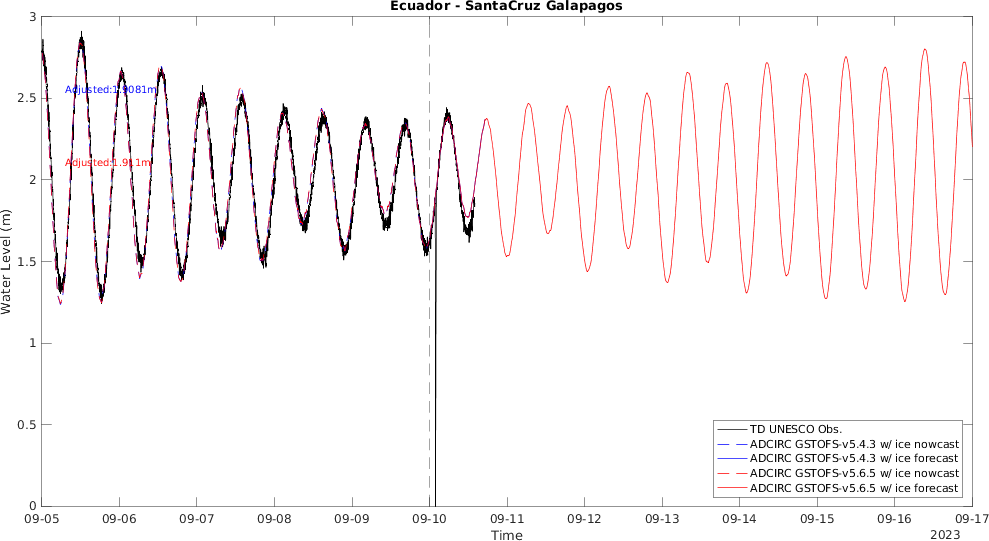 Ecuador - SantaCruz Galapagos
3
2.5
2
1.5
1
0.5
0
Water Level (m)
Adjusted:1.9081m
Adjusted:1.911m
TD UNESCO Obs.
ADCIRC GSTOFS-v5.4.3 w/ ice nowcast
ADCIRC GSTOFS-v5.4.3 w/ ice forecast
ADCIRC GSTOFS-v5.6.5 w/ ice nowcast
ADCIRC GSTOFS-v5.6.5 w/ ice forecast
09-05 09-06 09-07 09-08 09-09 09-10 09-11 09-12 09-13 09-14 09-15 09-16 09-17
Time
2023